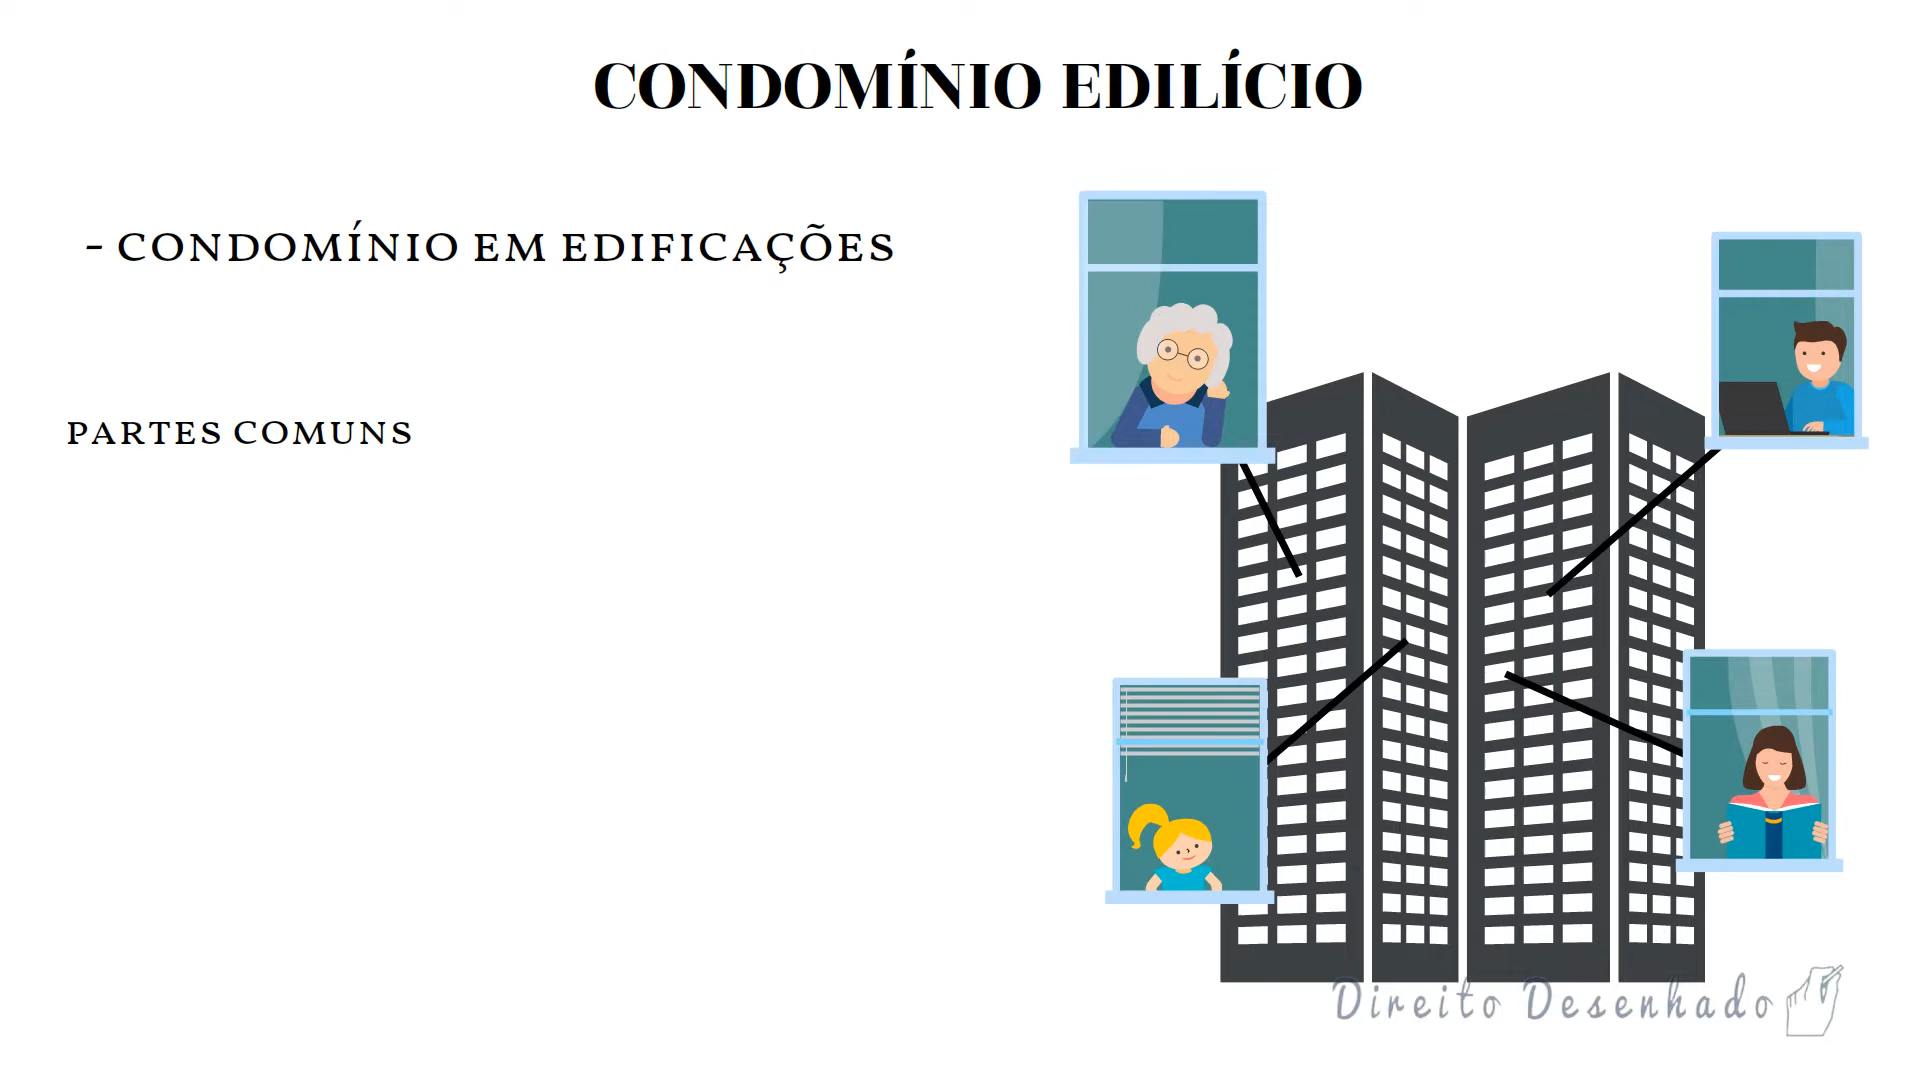 CONDOMÍNIO EDILÍCIO
- CONDOMÍNIO EM EDIFICAÇÕES
PARTES COMUNS
Direito Desenhado